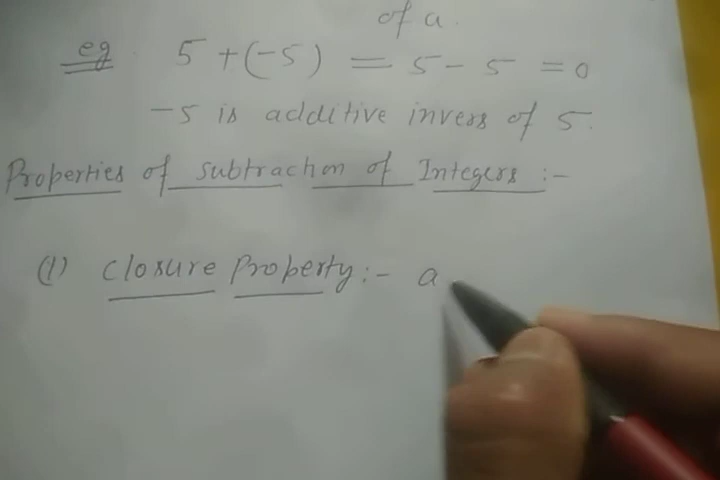 of a.
eg. 5 + (-5) = 5 - 5 = 0
-5 is additive invers of 5.
Properties of subtraction of Integers :-
(1) Closure Property :- a